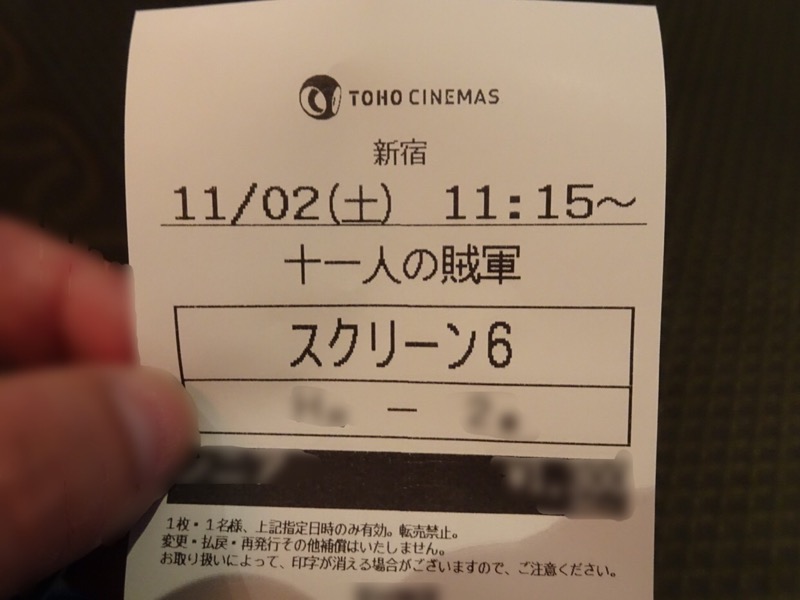 TOHO CINEMAS
新宿
11/02(土) 11:15～
十一人の賊軍
スクリーン6
－
1枚・1名様、上記指定日時のみ有効。転売禁止。
変更・払戻・再発行その他補償はいたしません。
お取り扱いによって、印字が消える場合がございますので、ご注意ください。